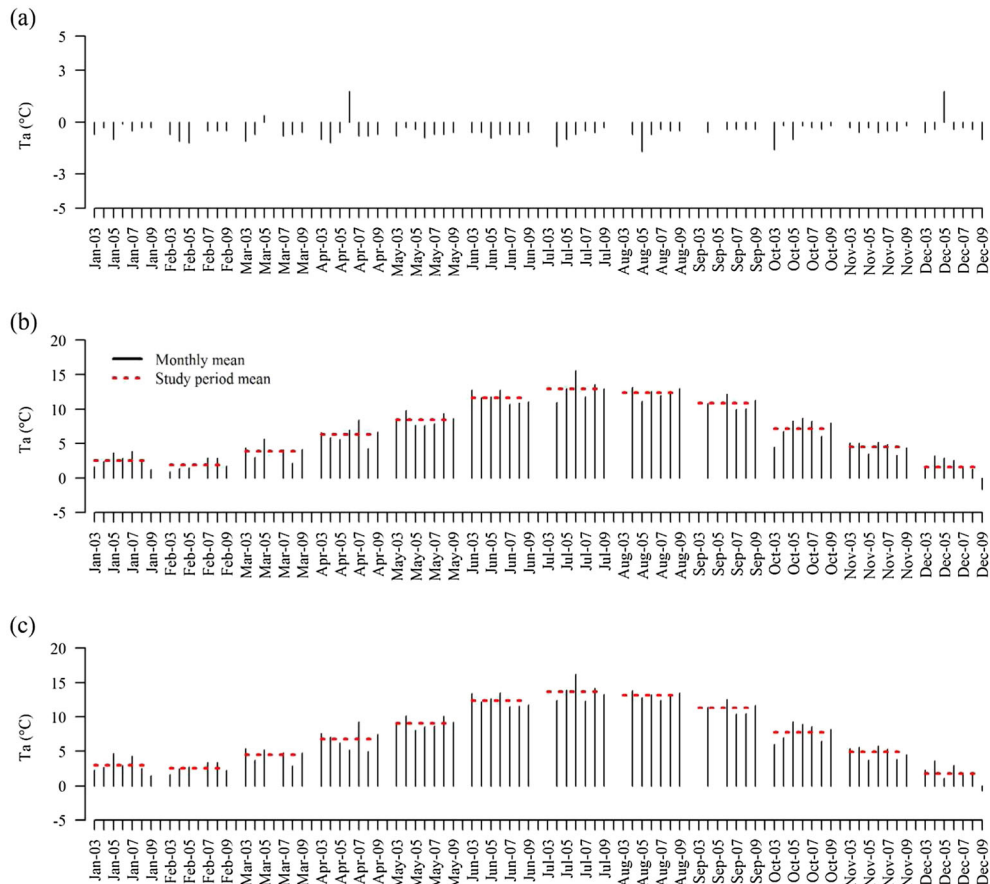 (a)
Ta (°C)
5
3
0
-3
-5
Jan-03
Jan-05
Jan-07
Jan-09
Feb-03
Feb-05
Feb-07
Feb-09
Mar-03
Mar-05
Mar-07
Mar-09
Apr-03
Apr-05
Apr-07
Apr-09
May-03
May-05
May-07
May-09
Jun-03
Jun-05
Jun-07
Jun-09
Jul-03
Jul-05
Jul-07
Jul-09
Aug-03
Aug-05
Aug-07
Aug-09
Sep-03
Sep-05
Sep-07
Sep-09
Oct-03
Oct-05
Oct-07
Oct-09
Nov-03
Nov-05
Nov-07
Nov-09
Dec-03
Dec-05
Dec-07
Dec-09
(b)
Ta (°C)
20
15
10
5
0
-5
Monthly mean
Study period mean
Jan-03
Jan-05
Jan-07
Jan-09
Feb-03
Feb-05
Feb-07
Feb-09
Mar-03
Mar-05
Mar-07
Mar-09
Apr-03
Apr-05
Apr-07
Apr-09
May-03
May-05
May-07
May-09
Jun-03
Jun-05
Jun-07
Jun-09
Jul-03
Jul-05
Jul-07
Jul-09
Aug-03
Aug-05
Aug-07
Aug-09
Sep-03
Sep-05
Sep-07
Sep-09
Oct-03
Oct-05
Oct-07
Oct-09
Nov-03
Nov-05
Nov-07
Nov-09
Dec-03
Dec-05
Dec-07
Dec-09
(c)
Ta (°C)
20
15
10
5
0
-5
Jan-03
Jan-05
Jan-07
Jan-09
Feb-03
Feb-05
Feb-07
Feb-09
Mar-03
Mar-05
Mar-07
Mar-09
Apr-03
Apr-05
Apr-07
Apr-09
May-03
May-05
May-07
May-09
Jun-03
Jun-05
Jun-07
Jun-09
Jul-03
Jul-05
Jul-07
Jul-09
Aug-03
Aug-05
Aug-07
Aug-09
Sep-03
Sep-05
Sep-07
Sep-09
Oct-03
Oct-05
Oct-07
Oct-09
Nov-03
Nov-05
Nov-07
Nov-09
Dec-03
Dec-05
Dec-07
Dec-09